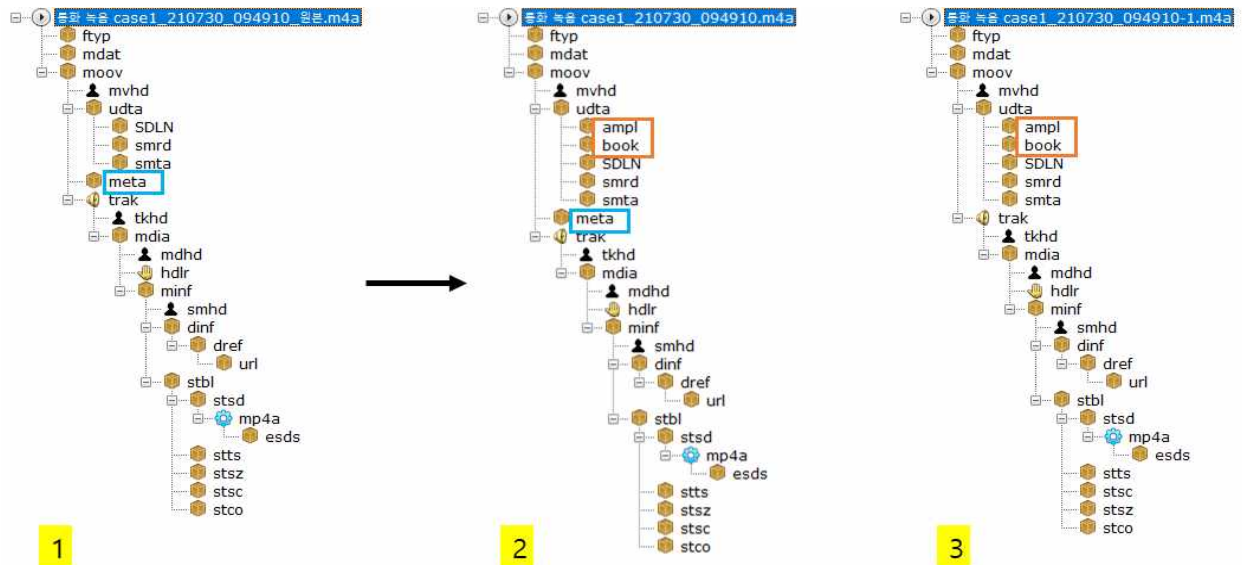 통화 녹음 case1_210730_094910_원본.m4a
ftyp
mdat
moov
mvhd
udta
SDLN
smrd
smta
meta
trak
tkhd
mdia
mdhd
hdlr
minf
smhd
dinf
dref
url
stbl
stsd
mp4a
esds
stts
stsz
stsc
stco
1
통화 녹음 case1_210730_094910.m4a
ftyp
mdat
moov
mvhd
udta
ampl
book
SDLN
smrd
smta
meta
trak
tkhd
mdia
mdhd
hdlr
minf
smhd
dinf
dref
url
stbl
stsd
mp4a
esds
stts
stsz
stsc
stco
2
통화 녹음 case1_210730_094910-1.m4a
ftyp
mdat
moov
mvhd
udta
ampl
book
SDLN
smrd
smta
trak
tkhd
mdia
mdhd
hdlr
minf
smhd
dinf
dref
url
stbl
stsd
mp4a
esds
stts
stsc
stsz
stco
3